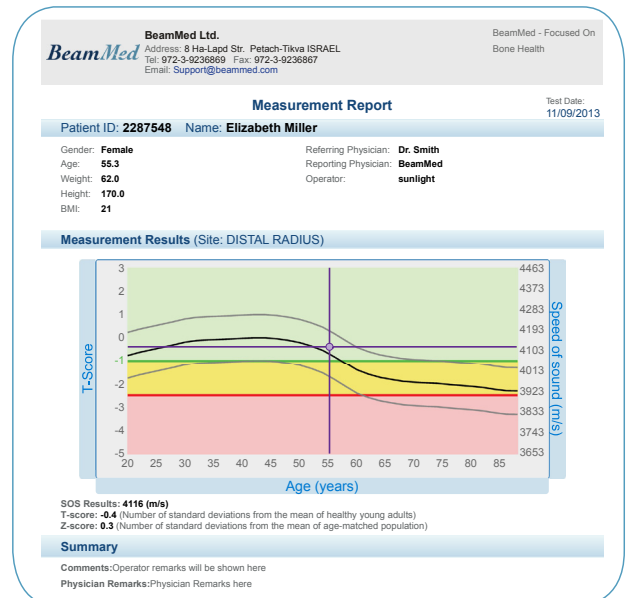 BeamMed
BeamMed Ltd.
Address: 8 Ha-Lapd Str. Petach-Tikva ISRAEL
Tel: 972-3-9236869 Fax: 972-3-9236867
Email: Support@beammed.com
BeamMed - Focused On
Bone Health
Measurement Report
Test Date:
11/09/2013
Patient ID: 2287548 Name: Elizabeth Miller
Gender: Female
Age: 55.3
Weight: 62.0
Height: 170.0
BMI: 21
Referring Physician: Dr. Smith
Reporting Physician: BeamMed
Operator: sunlight
Measurement Results (Site: DISTAL RADIUS)
T-Score
3
2
1
0
-1
-2
-3
-4
-5
4463
4373
4283
4193
4103
4013
3923
3833
3743
3653
Speed of sound (m/s)
20 25 30 35 40 45 50 55 60 65 70 75 80 85
Age (years)
SOS Results: 4116 (m/s)
T-score: -0.4 (Number of standard deviations from the mean of healthy young adults)
Z-score: 0.3 (Number of standard deviations from the mean of age-matched population)
Summary
Comments:Operator remarks will be shown here
Physician Remarks:Physician Remarks here